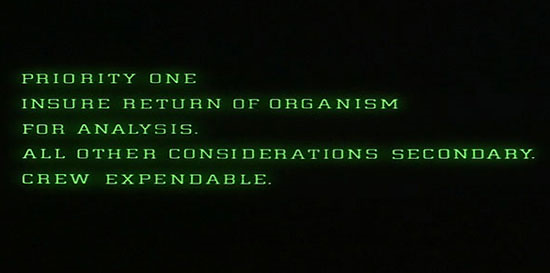 PRIORITY ONE
INSURE RETURN OF ORGANISM
FOR ANALYSIS.
ALL OTHER CONSIDERATIONS SECONDARY.
CREW EXPENDABLE.